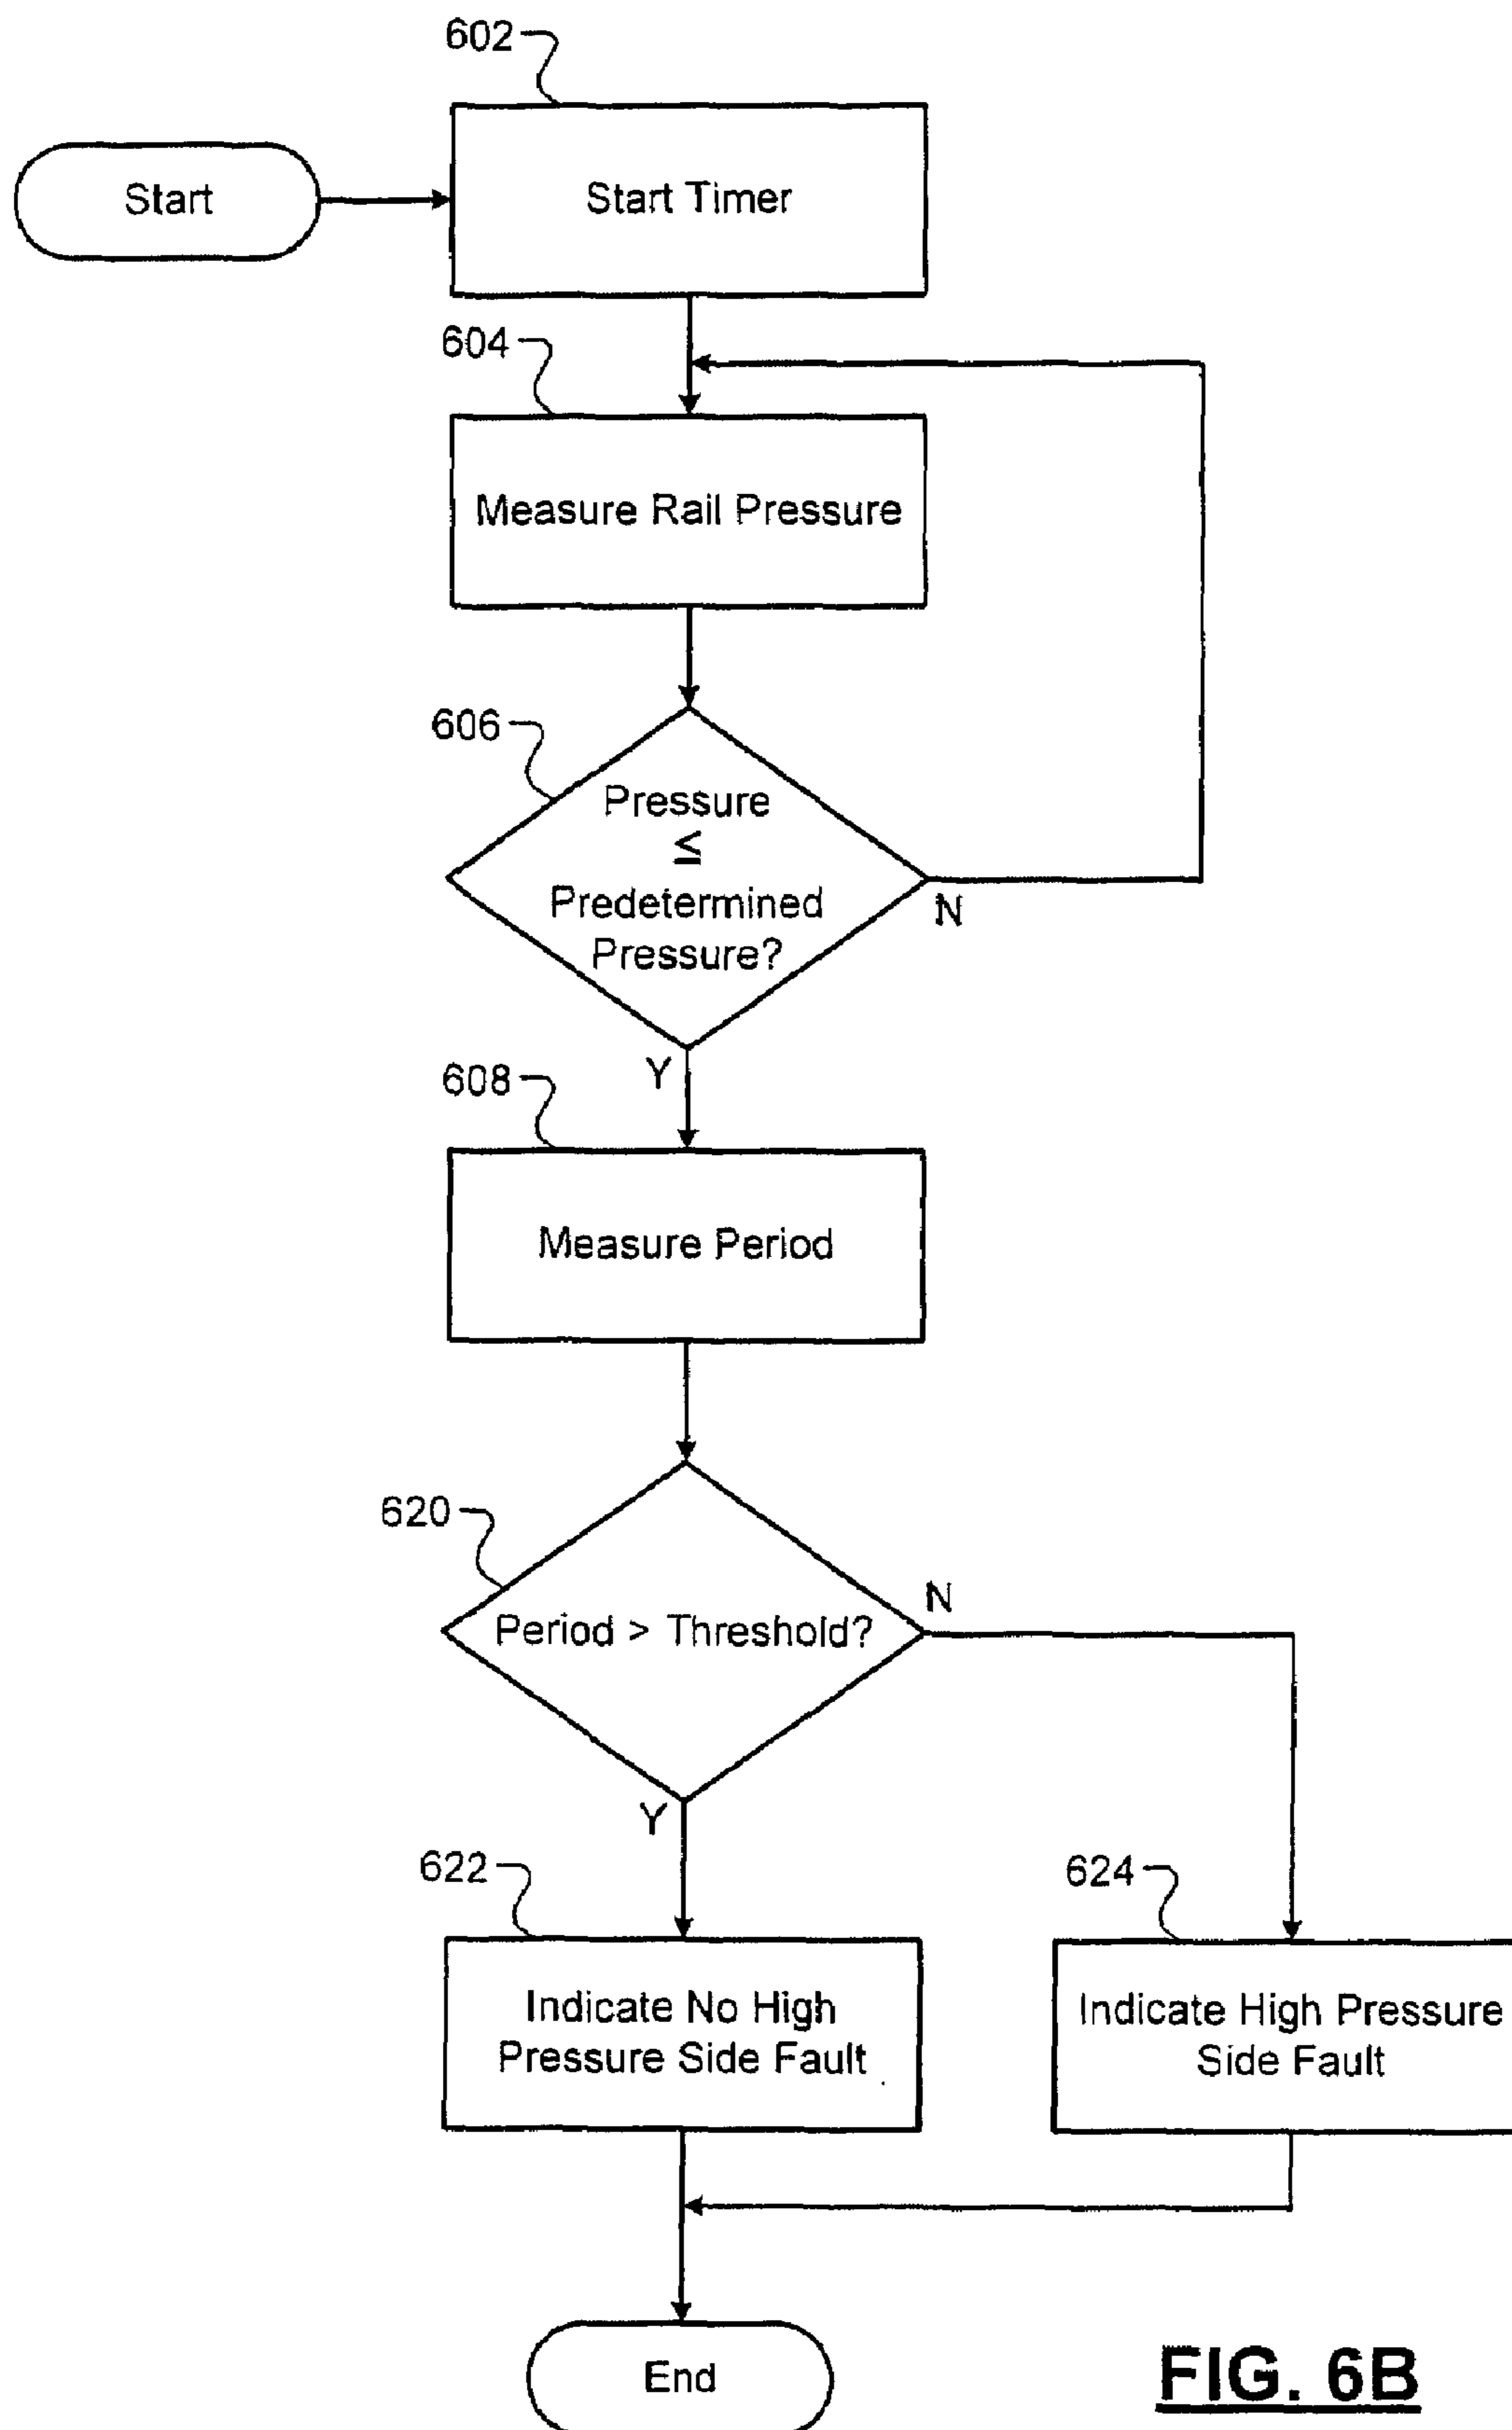 602
Start
Start Timer
604
Measure Rail Pressure
606
Pressure
≤
Predetermined
Pressure?
N
Y
608
Measure Period
620
Period > Threshold?
N
Y
622
624
Indicate No High
Pressure Side Fault
Indicate High Pressure
Side Fault
End
FIG. 6B